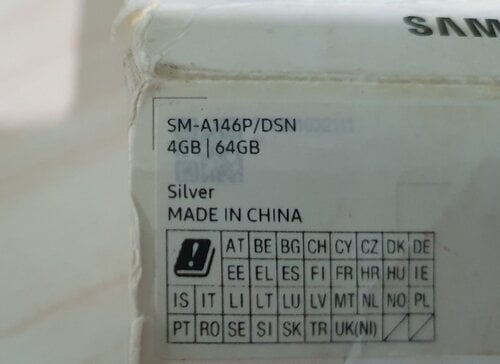 SAM
SM-A146P/DSN
4GB | 64GB
Silver
MADE IN CHINA
AT BE BG CH CY CZ DK DE
EE EL ES FI FR HR HU IE
IS IT LI LT LU LV MT NL NO PL
PT RO SE SI SK TR UK(NI)